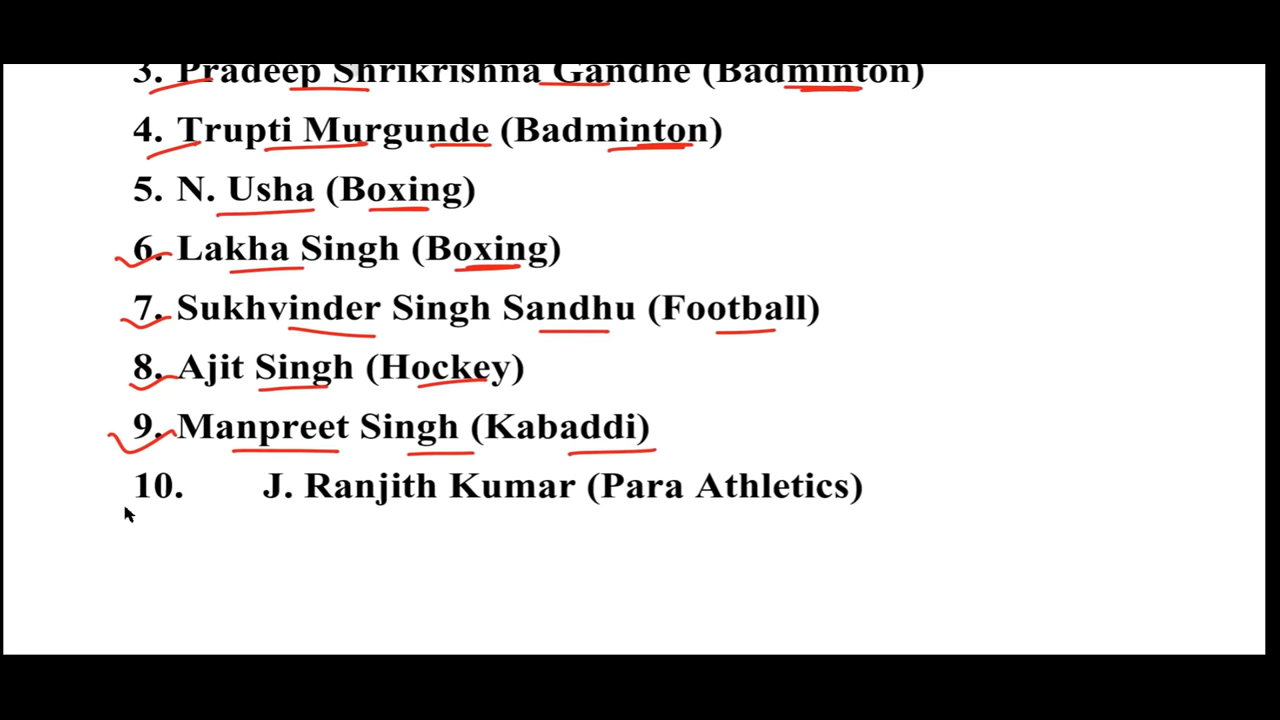 3. Pradeep Shrikrishna Gandhe (Badminton)
4. Trupti Murgunde (Badminton)
5. N. Usha (Boxing)
6. Lakha Singh (Boxing)
7. Sukhvinder Singh Sandhu (Football)
8. Ajit Singh (Hockey)
9. Manpreet Singh (Kabaddi)
10. J. Ranjith Kumar (Para Athletics)